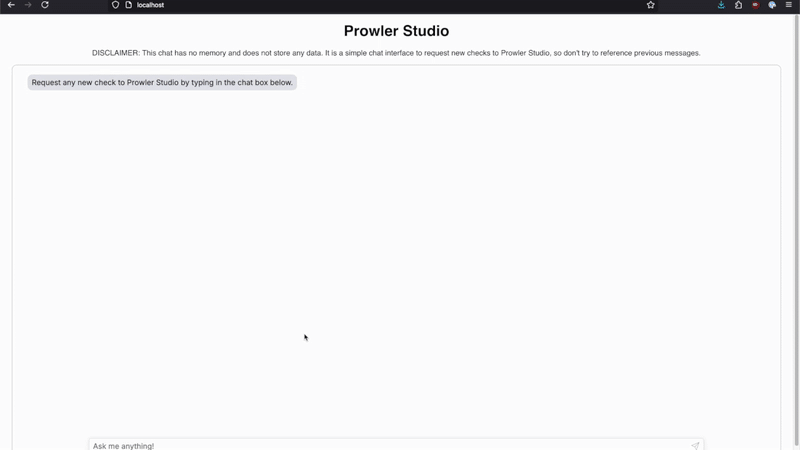 localhost
Prowler Studio
DISCLAIMER: This chat has no memory and does not store any data. It is a simple chat interface to request new checks to Prowler Studio, so don't try to reference previous messages.
Request any new check to Prowler Studio by typing in the chat box below.
Ask me anything!